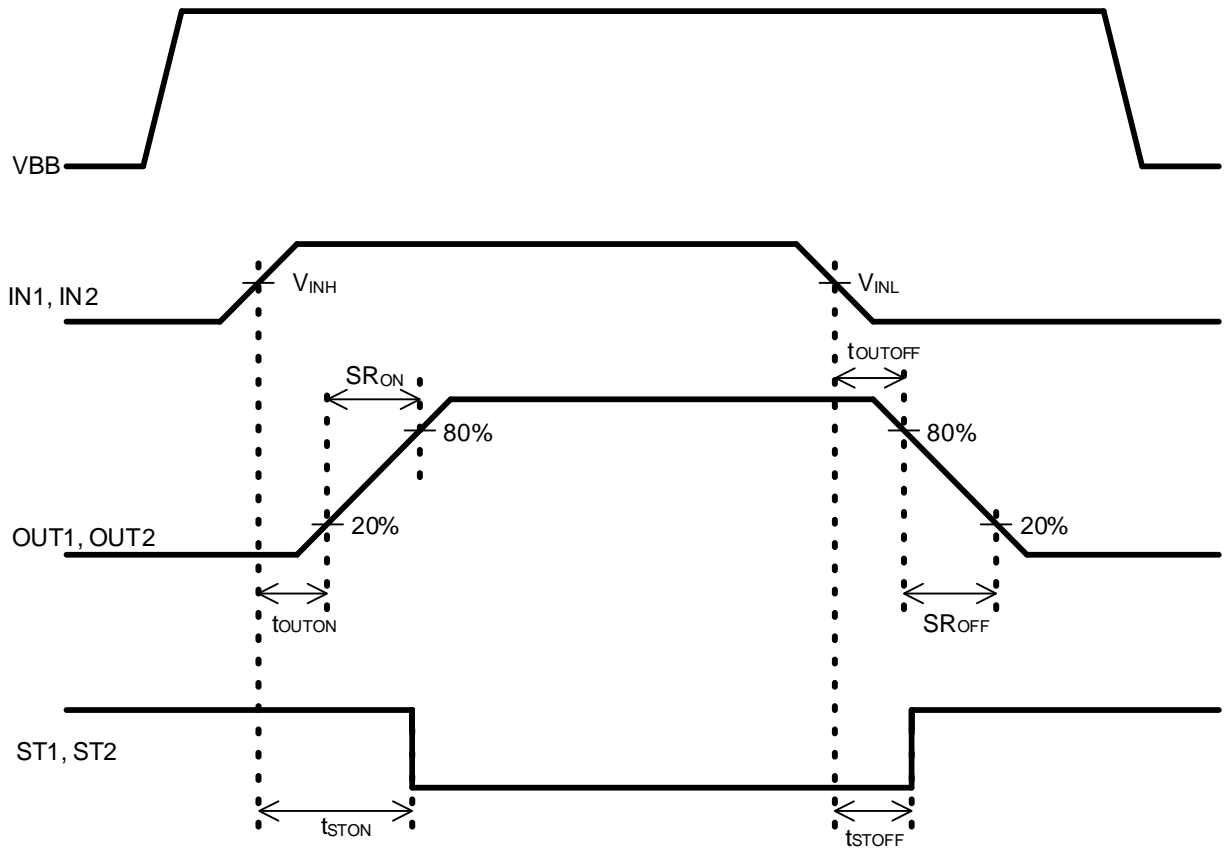 VBB
IN1, IN2
VINH
VINL
tOUTOFF
SRON
80%
80%
20%
20%
OUT1, OUT2
tOUTON
SROFF
ST1, ST2
tSTON
tSTOFF